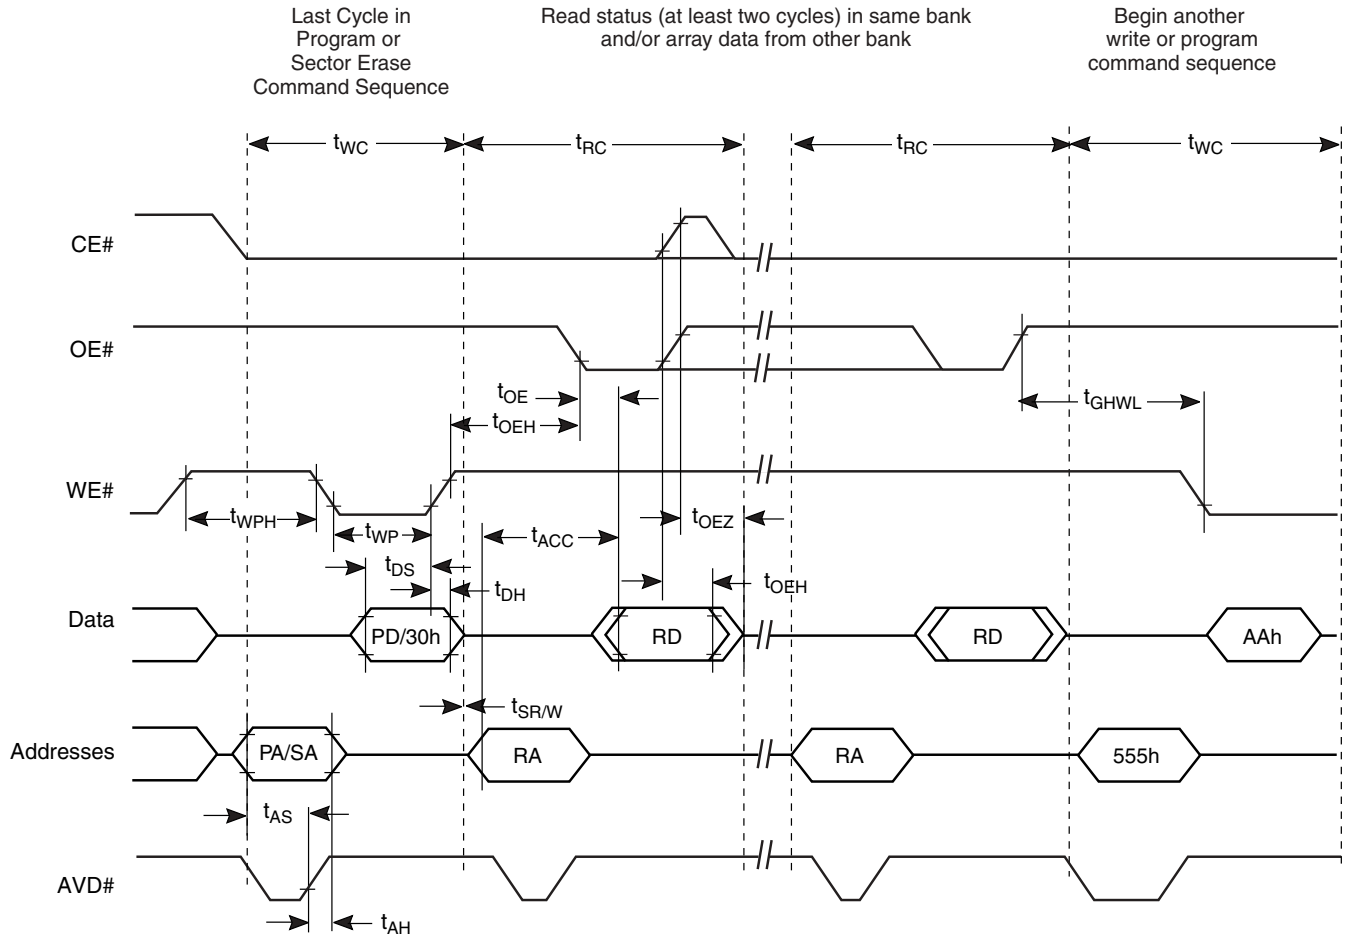 Last Cycle in
Program or
Sector Erase
Command Sequence
Read status (at least two cycles) in same bank
and/or array data from other bank
Begin another
write or program
command sequence
tWC
tRC
tRC
tWC
CE#
OE#
tOE
tOEH
tGHWL
WE#
tWPH
tWP
tACC
tOEZ
tDS
tDH
tOEH
Data
PD/30h
RD
RD
AAh
tSR/W
Addresses
PA/SA
RA
RA
555h
tAS
AVD#
tAH